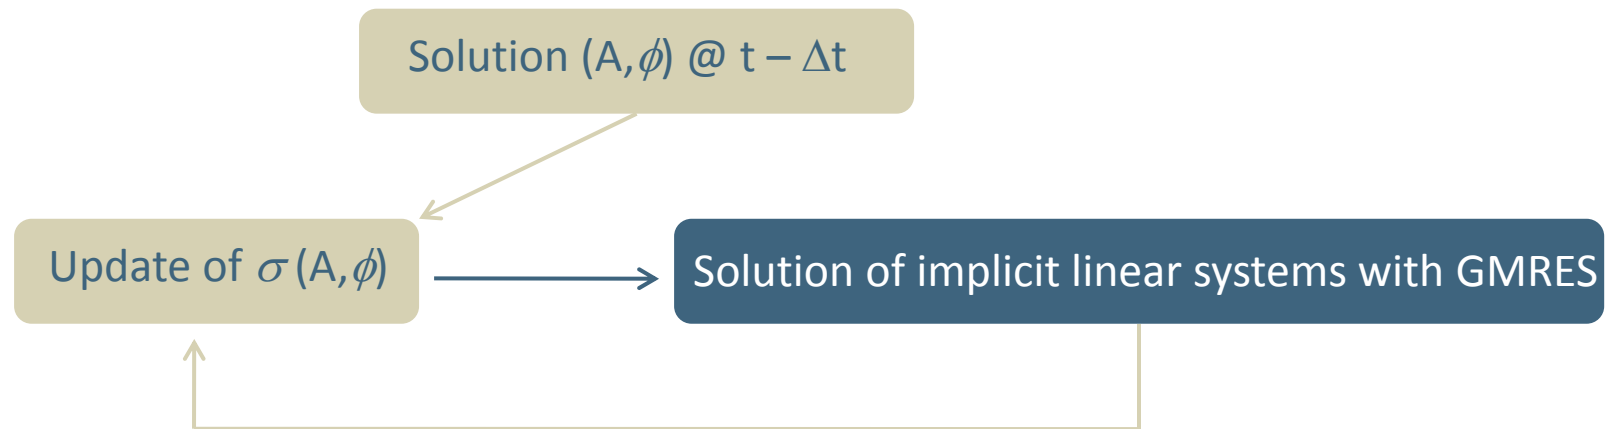 Solution (A,ϕ) @ t – Δt
Update of σ (A,ϕ)
Solution of implicit linear systems with GMRES